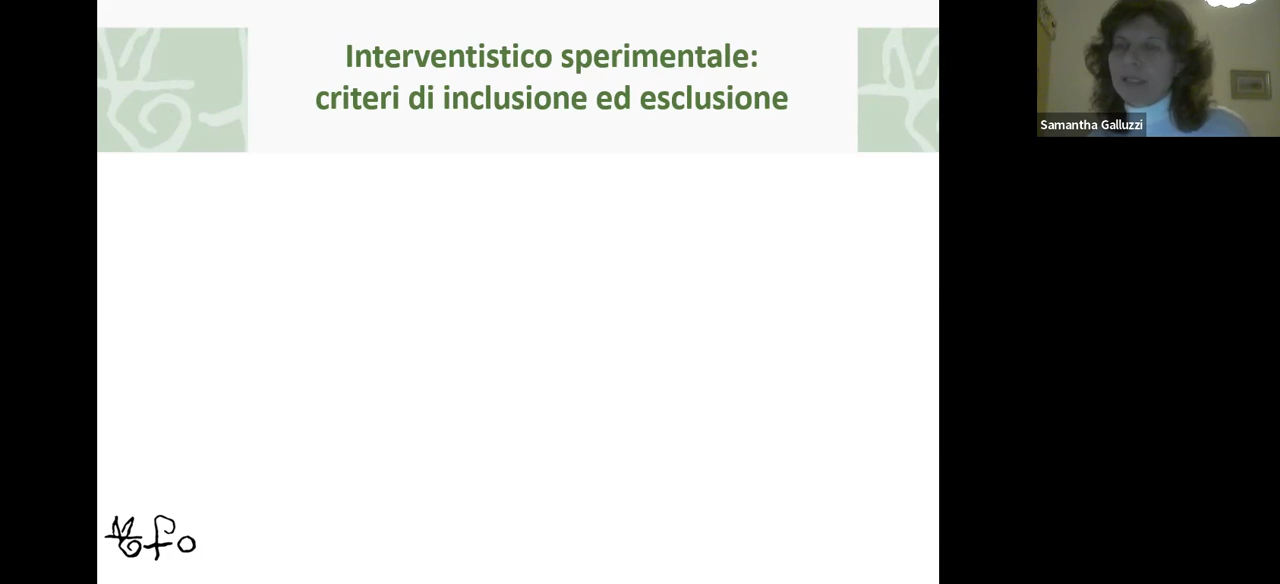 Interventistico sperimentale:
criteri di inclusione ed esclusione
Samantha Galluzzi